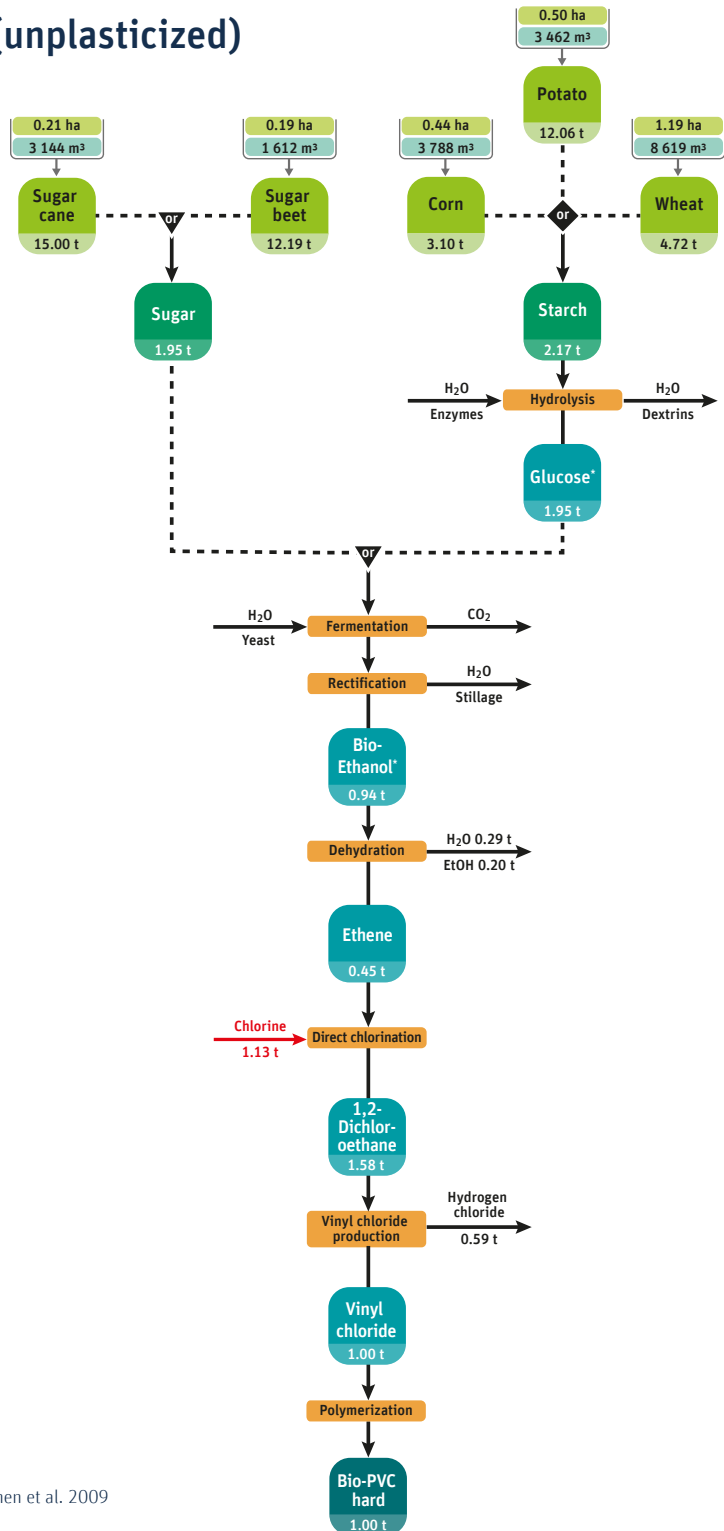 (unplasticized)
0.50 ha
3 462 m³
Potato
12.06 t
0.21 ha
3 144 m³
Sugar
cane
15.00 t
or
0.19 ha
1 612 m³
Sugar
beet
12.19 t
0.44 ha
3 788 m³
Corn
3.10 t
or
1.19 ha
8 619 m³
Wheat
4.72 t
Sugar
1.95 t
Starch
2.17 t
H₂O
Enzymes
Hydrolysis
H₂O
Dextrins
Glucose*
1.95 t
or
H₂O
Yeast
Fermentation
CO₂
Rectification
H₂O
Stillage
Bio-
Ethanol*
0.94 t
Dehydration
H₂O 0.29 t
EtOH 0.20 t
Ethene
0.45 t
Chlorine
1.13 t
Direct chlorination
1,2-
Dichlor-
oethane
1.58 t
Vinyl chloride
production
Hydrogen
chloride
0.59 t
Vinyl
chloride
1.00 t
Polymerization
Bio-PVC
hard
1.00 t
en et al. 2009